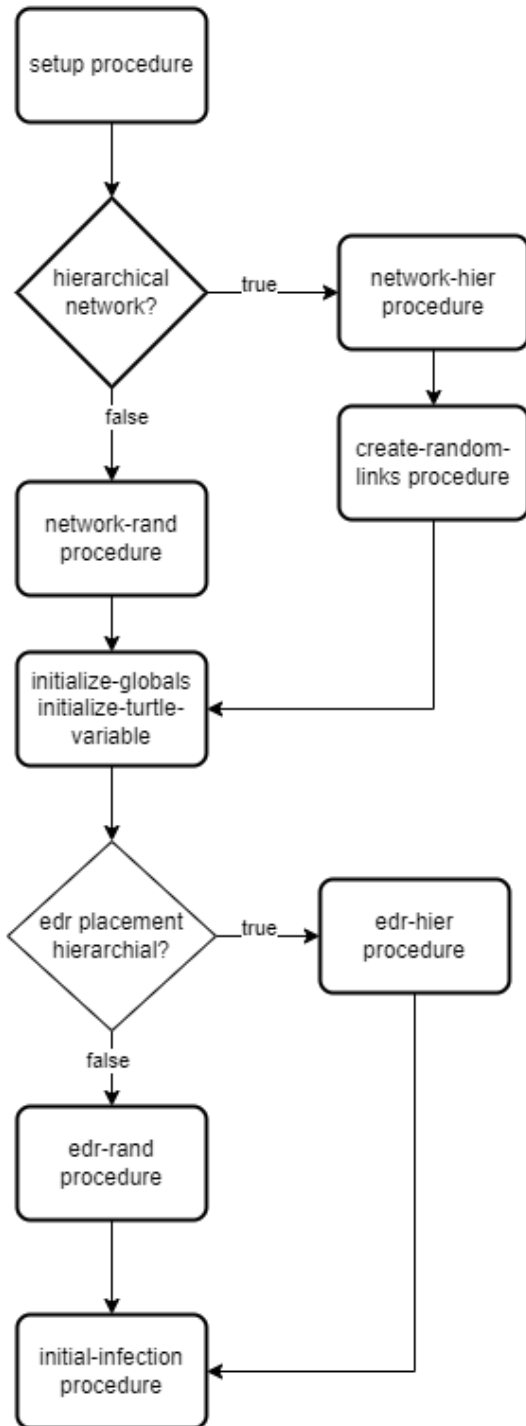 setup procedure
hierarchical
network?
true
network-hier
procedure
false
create-random-
links procedure
network-rand
procedure
initialize-globals
initialize-turtle-
variable
edr placement
hierarchial?
true
edr-hier
procedure
false
edr-rand
procedure
initial-infection
procedure